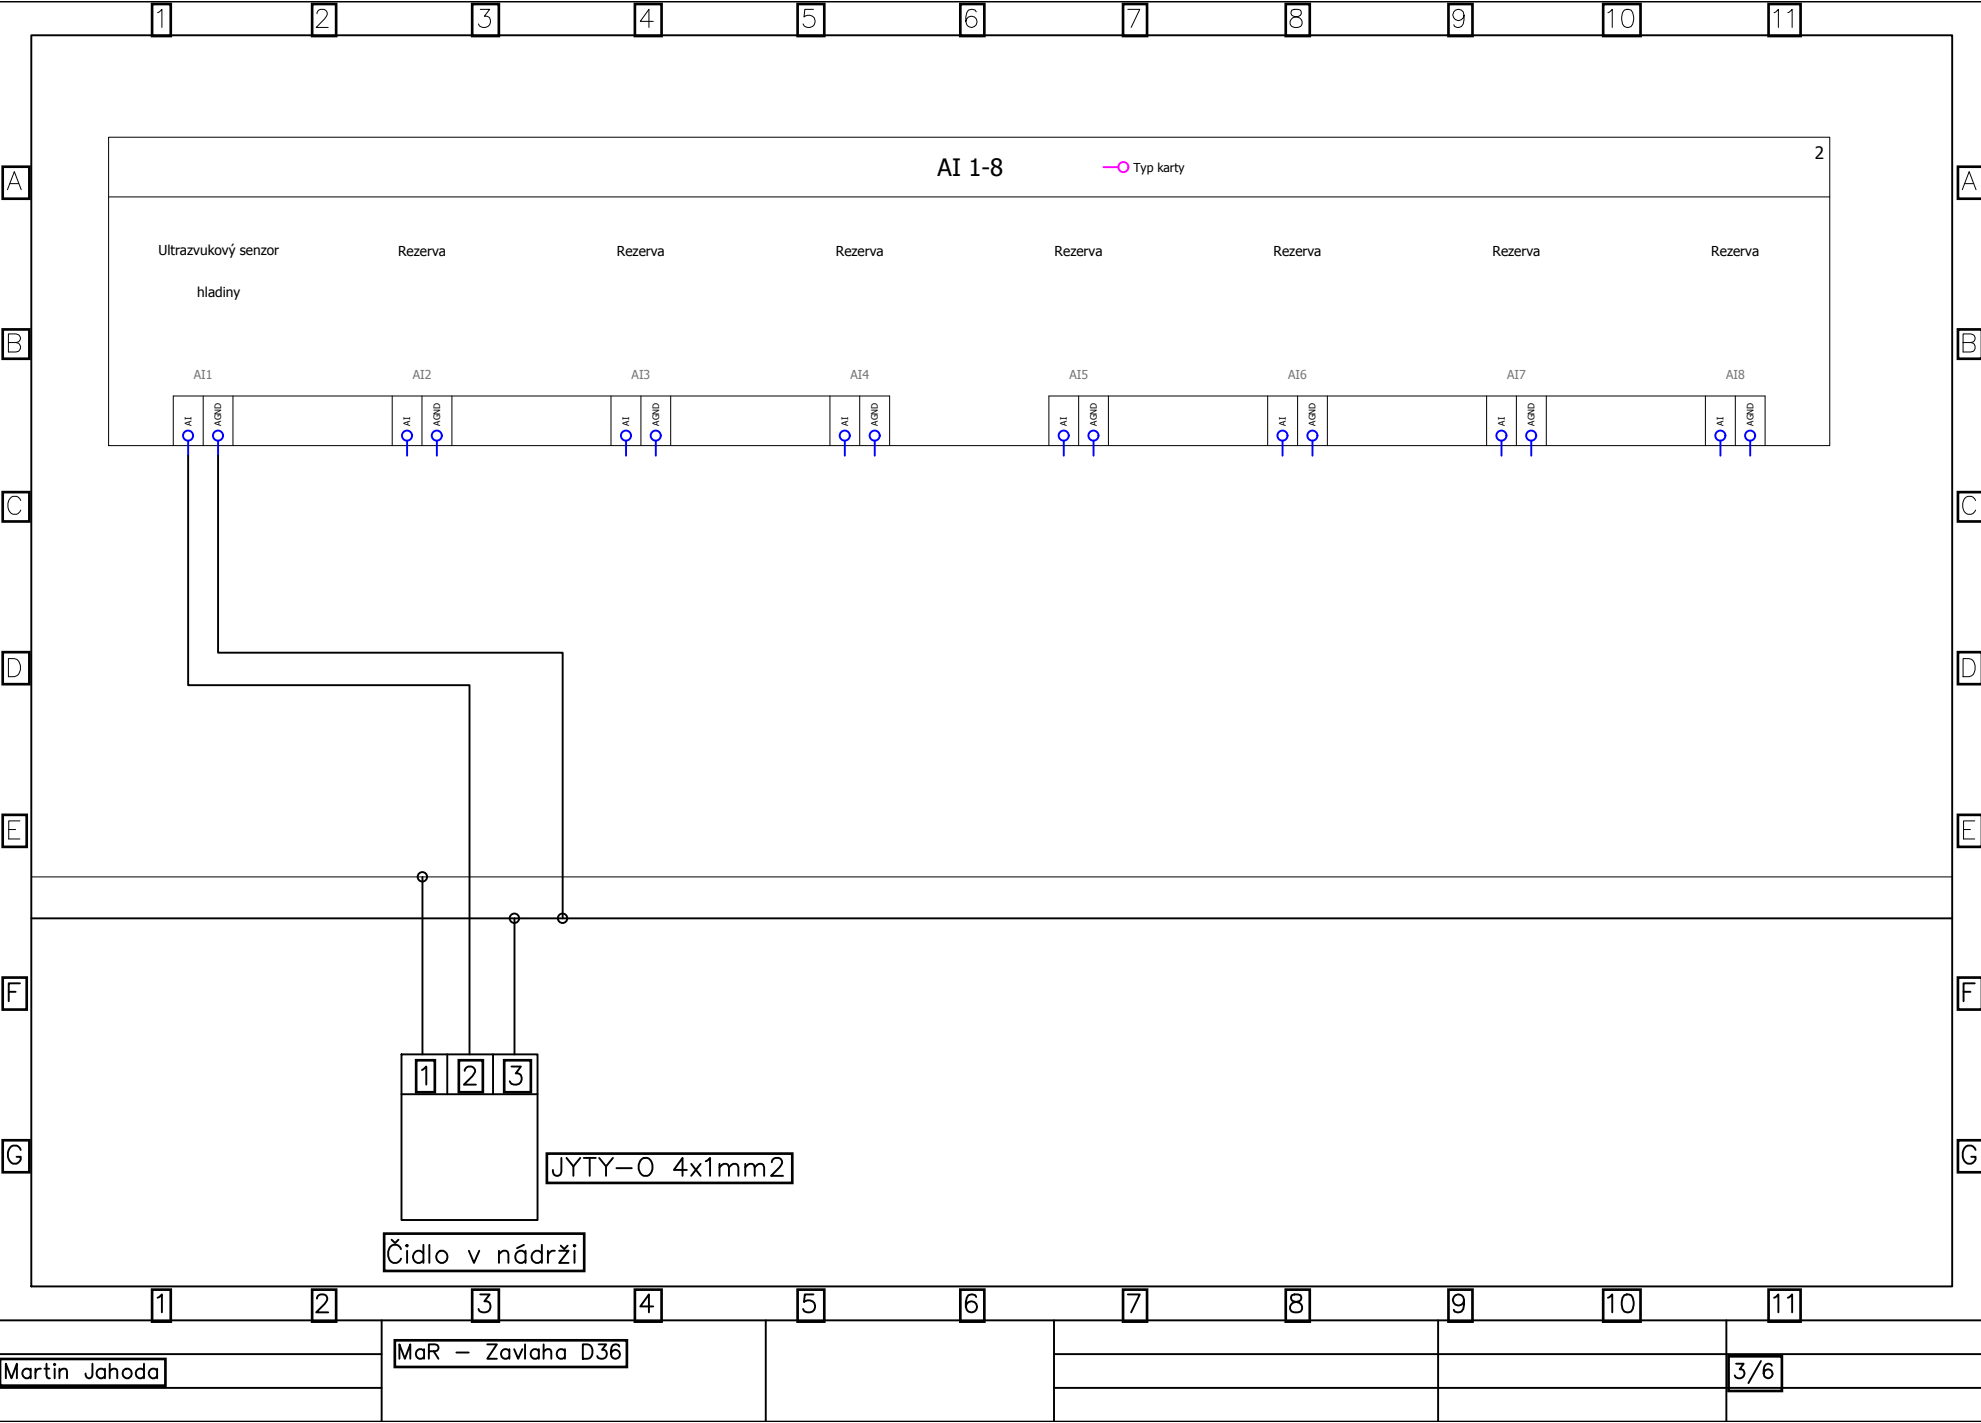 1 2 3 4 5 6 7 8 9 10 11
AI 1-8 Typ karty 2
A A
Ultrazvukový senzor Rezerva Rezerva Rezerva Rezerva Rezerva Rezerva Rezerva
hladiny
B B
AI1 AI2 AI3 AI4 AI5 AI6 AI7 AI8
AI AGND AI AGND AI AGND AI AGND AI AGND AI AGND AI AGND AI AGND
C C
D D
E E
F F
1 2 3
G G
JYTY-O 4x1mm2
Čidlo v nádrži
1 2 3 4 5 6 7 8 9 10 11
MaR - Zavlaha D36
Martin Jahoda 3/6